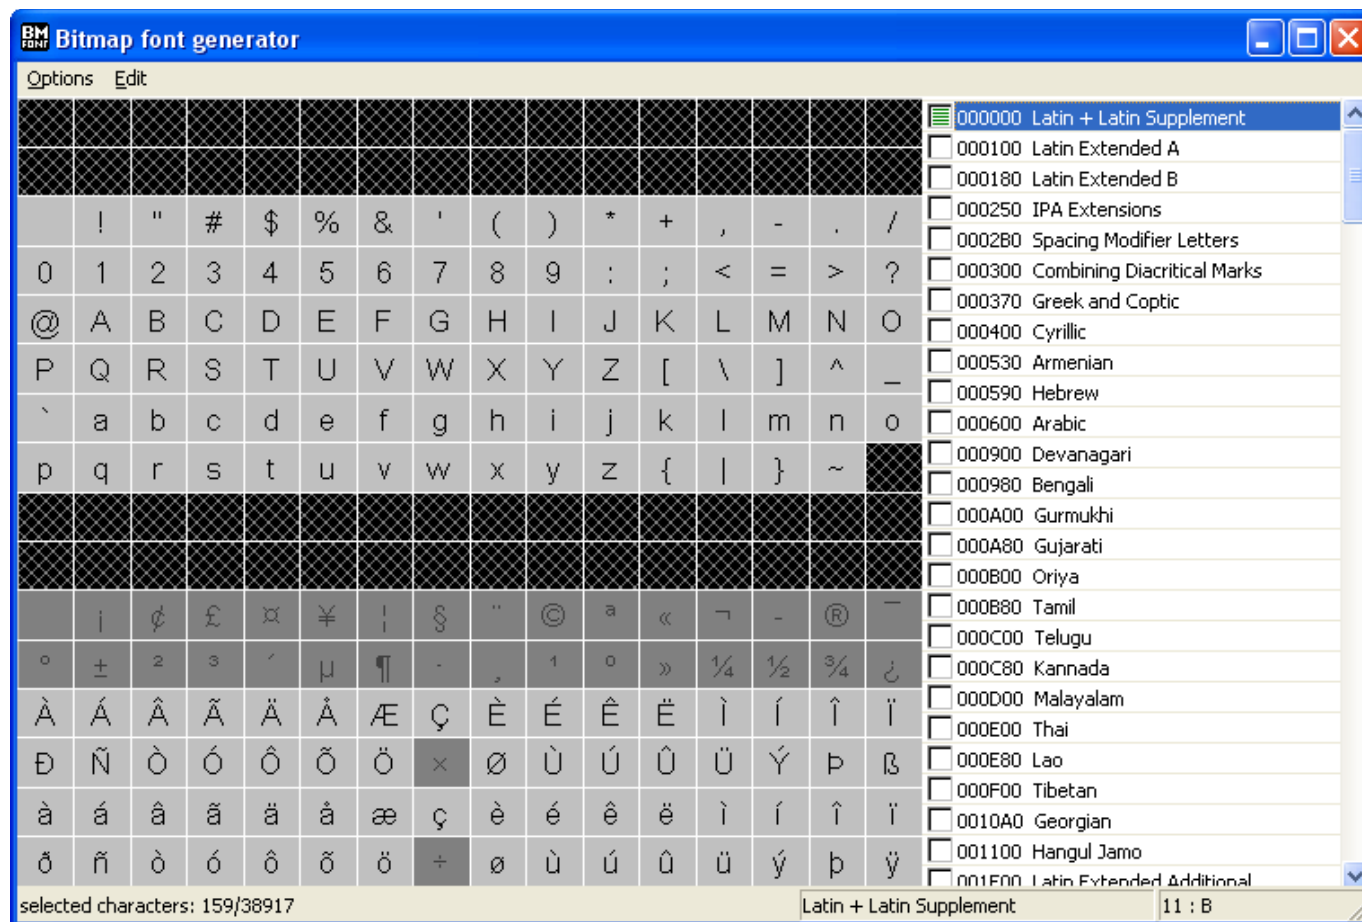 BM FONT Bitmap font generator
Options Edit
! " # $ % & ' ( ) * + , - . /
0 1 2 3 4 5 6 7 8 9 : ; < = > ?
@ A B C D E F G H I J K L M N O
P Q R S T U V W X Y Z [ \ ] ^ _
` a b c d e f g h i j k l m n o
p q r s t u v w x y z { | } ~
¡ ¢ £ ¤ ¥ ¦ § ¨ © ª « ¬ - ® ¯
° ± ² ³ ´ µ ¶ · ¸ ¹ º » ¼ ½ ¾ ¿
À Á Â Ã Ä Å Æ Ç È É Ê Ë Ì Í Î Ï
Ð Ñ Ò Ó Ô Õ Ö × Ø Ù Ú Û Ü Ý Þ ß
à á â ã ä å æ ç è é ê ë ì í î ï
ð ñ ò ó ô õ ö ÷ ø ù ú û ü ý þ ÿ
000000 Latin + Latin Supplement
000100 Latin Extended A
000180 Latin Extended B
000250 IPA Extensions
0002B0 Spacing Modifier Letters
000300 Combining Diacritical Marks
000370 Greek and Coptic
000400 Cyrillic
000530 Armenian
000590 Hebrew
000600 Arabic
000900 Devanagari
000980 Bengali
000A00 Gurmukhi
000A80 Gujarati
000B00 Oriya
000B80 Tamil
000C00 Telugu
000C80 Kannada
000D00 Malayalam
000E00 Thai
000E80 Lao
000F00 Tibetan
0010A0 Georgian
001100 Hangul Jamo
001E00 Latin Extended Additional
selected characters: 159/38917
Latin + Latin Supplement
11 : B